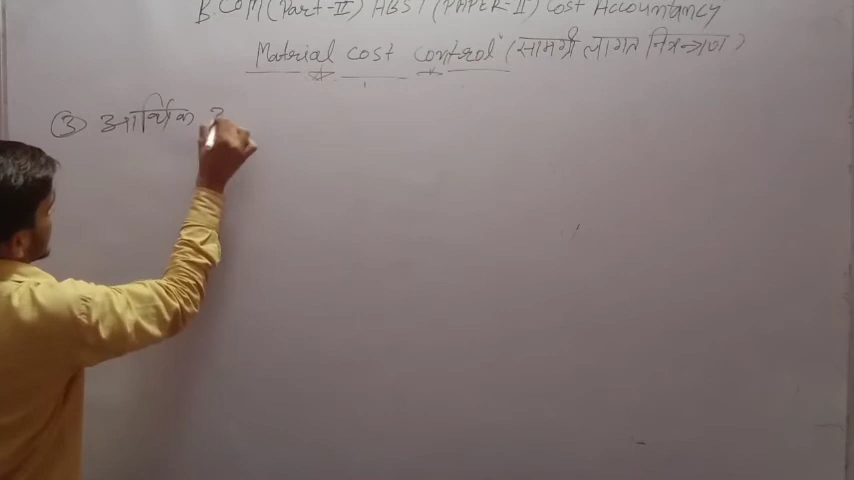 B.COM (Part-II) ABST (PAPER-II) Cost Accountancy
"Material cost control" (सामग्री लागत नियन्त्रण)
③ आर्थिक